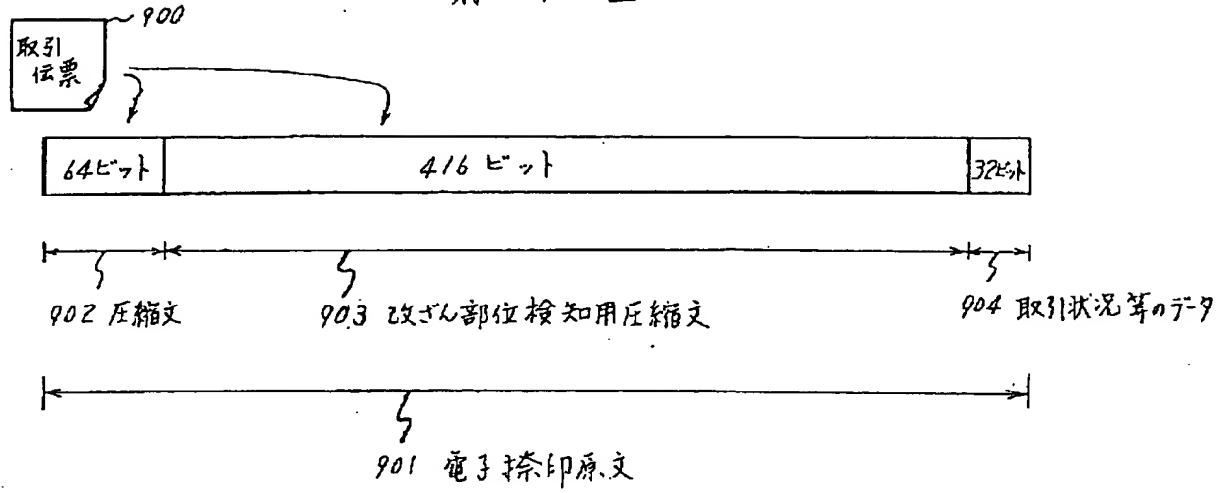 900
取引
伝票
64ビット
416 ビット
32ビット
902 圧縮文
903 改ざん部位検知用圧縮文
904 取引状況等のデータ
901 電子捺印原文